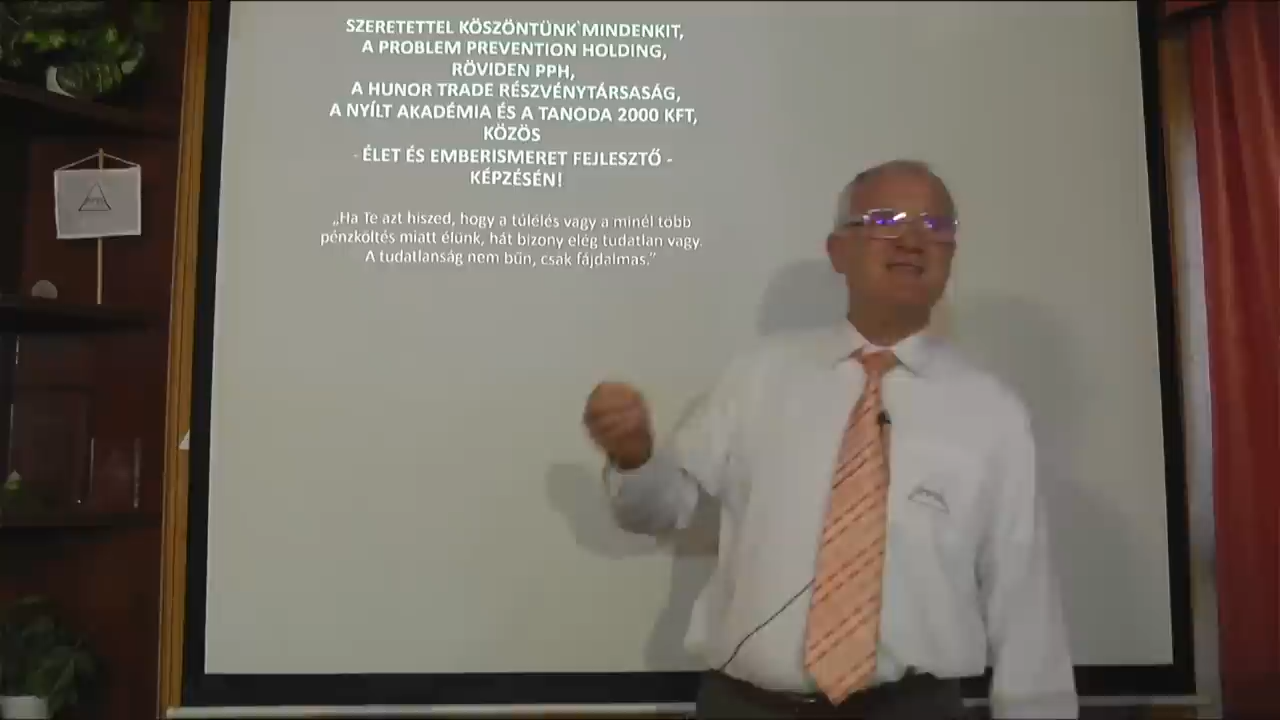 SZERETETTEL KÖSZÖNTÜNK MINDENKIT,
A PROBLEM PREVENTION HOLDING,
RÖVIDEN PPH,
A HUNOR TRADE RÉSZVÉNYTÁRSASÁG,
A NYÍLT AKADÉMIA ÉS A TANODA 2000 KFT,
KÖZÖS
- ÉLET ÉS EMBERISMERET FEJLESZTŐ -
KÉPZÉSÉN!
„Ha Te azt hiszed, hogy a túlélés vagy a minél több
pénzköltés miatt élünk, hát bizony elég tudatlan vagy.
A tudatlanság nem bűn, csak fájdalmas.”